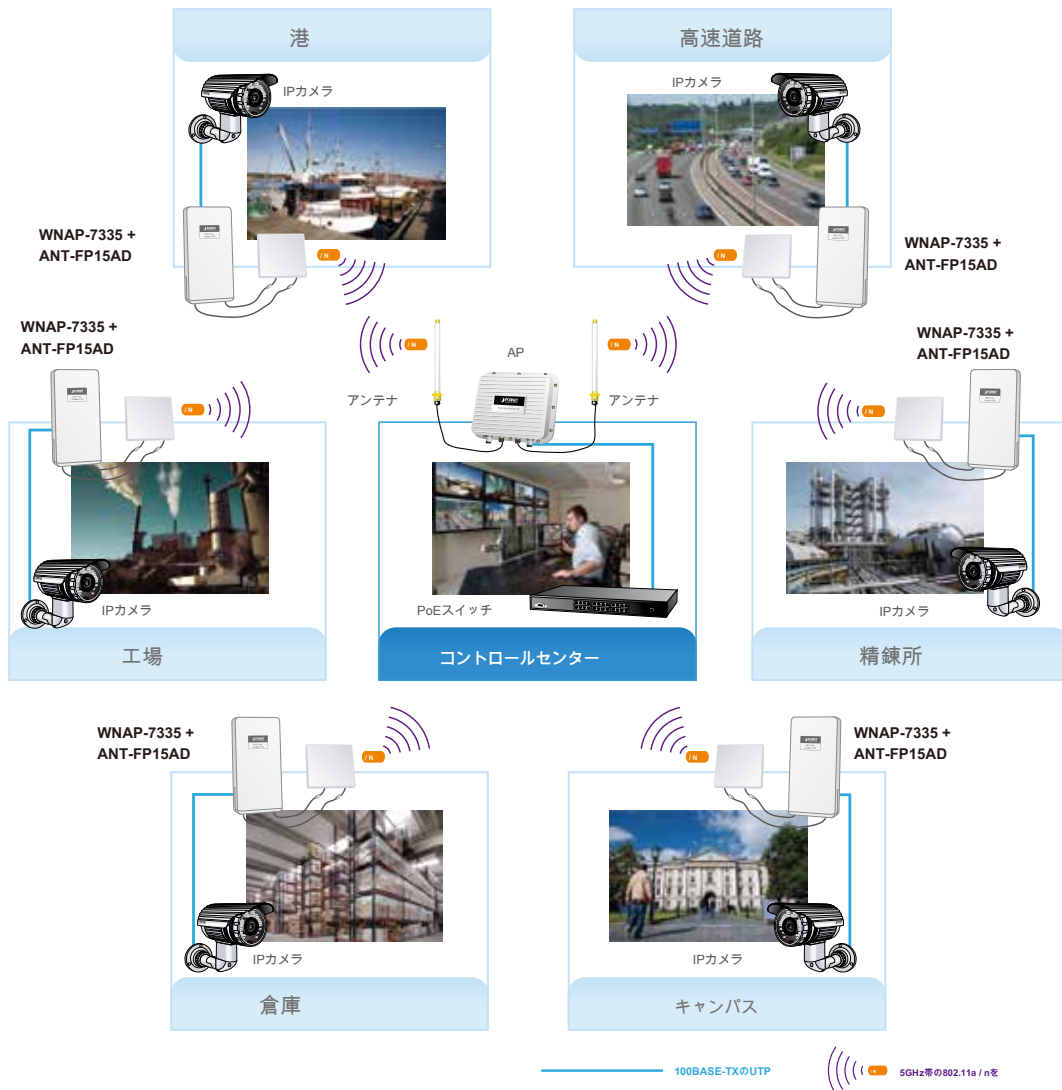 港
高速道路
IPカメラ
IPカメラ
WNAP-7335 +
ANT-FP15AD
WNAP-7335 +
ANT-FP15AD
/ N
/ N
WNAP-7335 +
ANT-FP15AD
WNAP-7335 +
ANT-FP15AD
/ N
/ N
AP
アンテナ
アンテナ
/ N
/ N
PLANET
IPカメラ
PoEスイッチ
IPカメラ
工場
コントロールセンター
精錬所
WNAP-7335 +
ANT-FP15AD
WNAP-7335 +
ANT-FP15AD
/ N
/ N
IPカメラ
IPカメラ
倉庫
キャンパス
100BASE-TXのUTP
/ N
5GHz帯の802.11a / nを